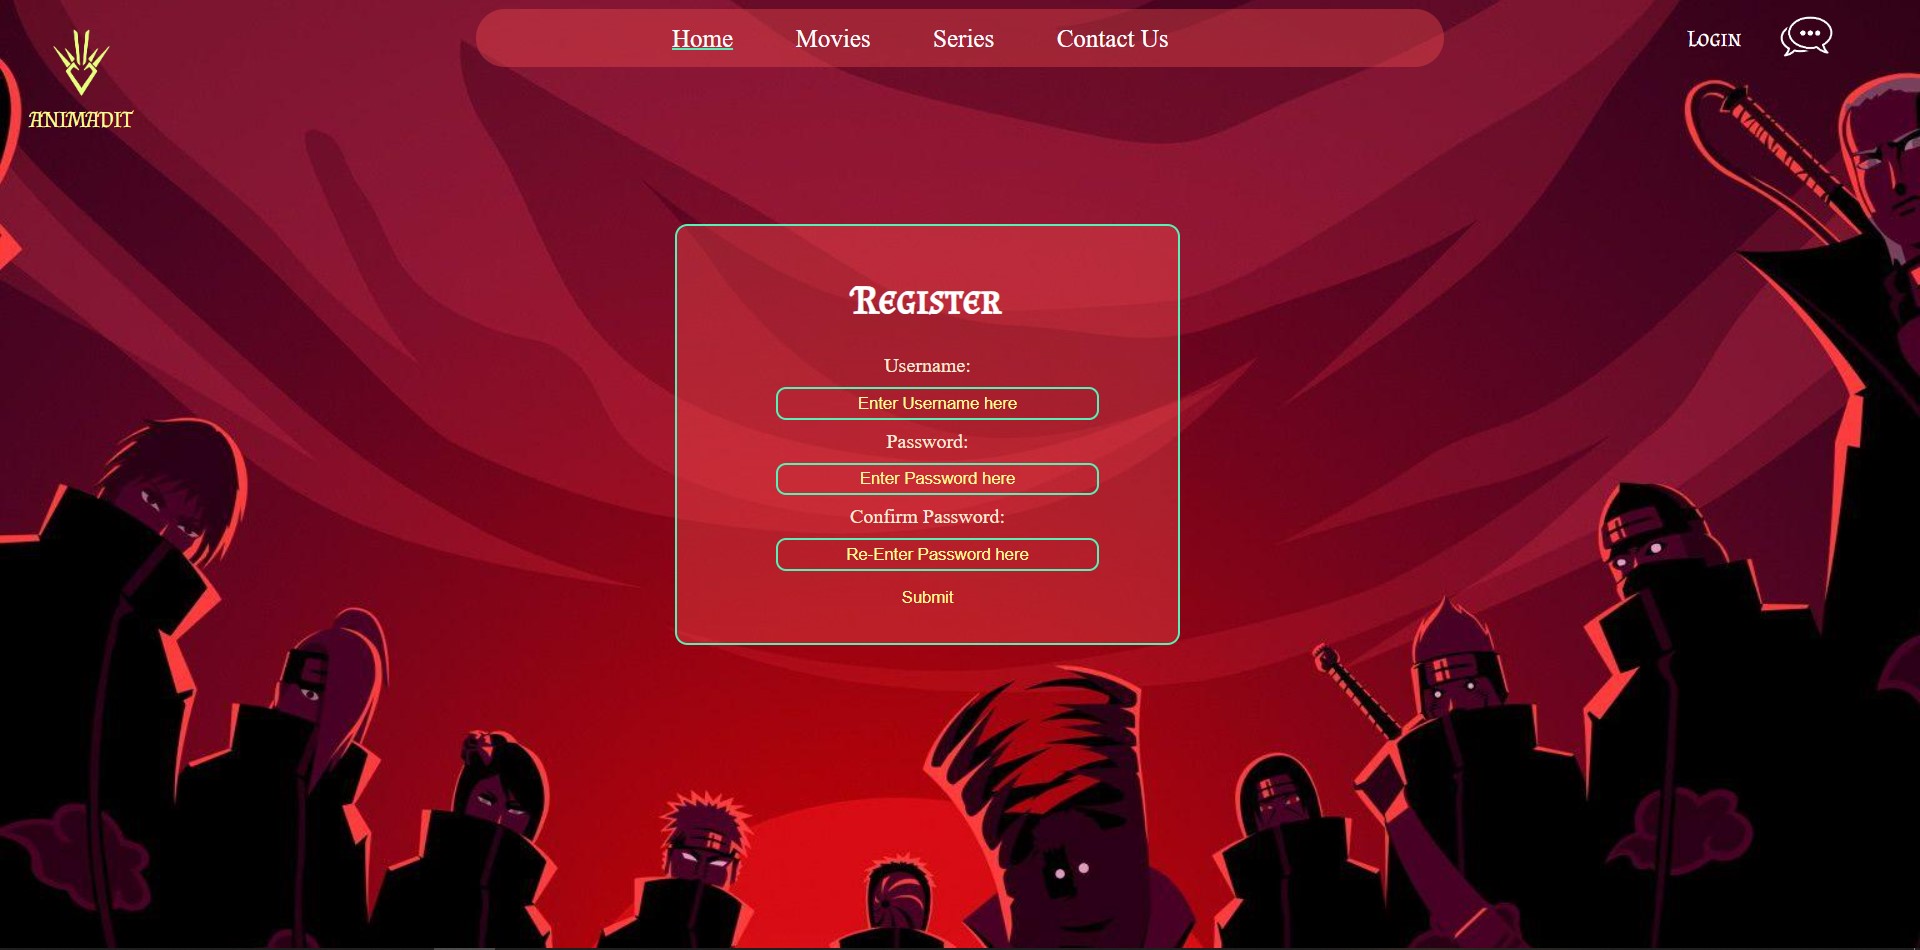 Home Movies Series Contact Us
Login
ANIMADIT
Register
Username:
Enter Username here
Password:
Enter Password here
Confirm Password:
Re-Enter Password here
Submit